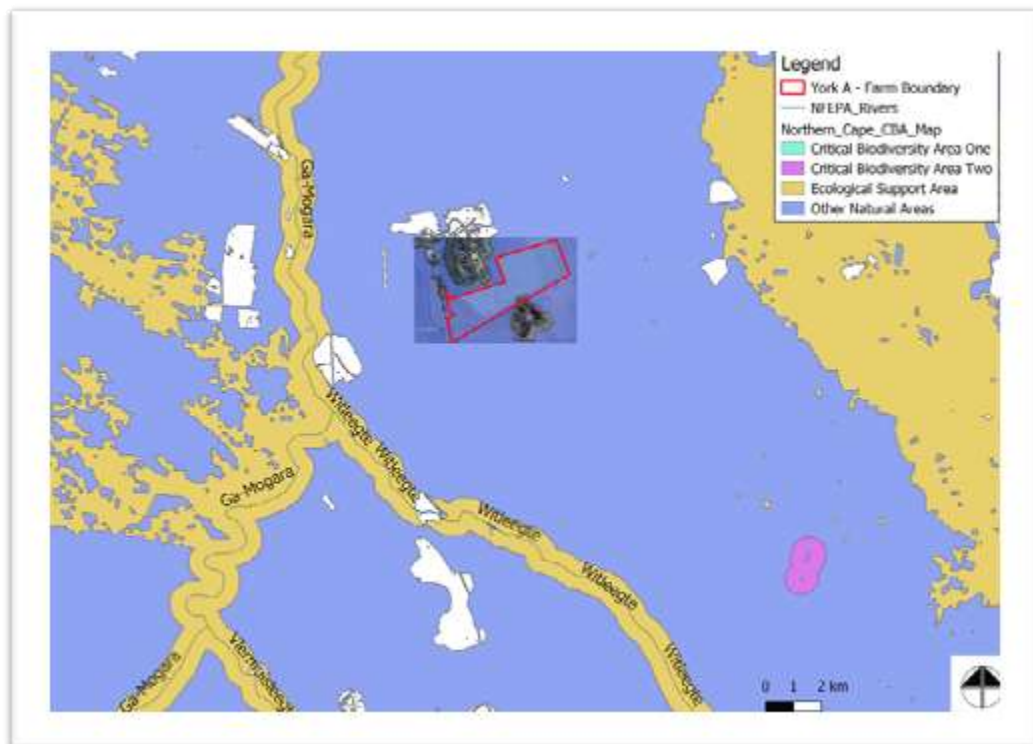 Legend
York A - Farm Boundary
NFEPA_Rivers
Northern_Cape_CBA_Map
Critical Biodiversity Area One
Critical Biodiversity Area Two
Ecological Support Area
Other Natural Areas
Ga-Mogara
Witleegte
Witleegte
Ga-Mogara
Witleegte
Witleegte
Witleegte
Ga-Mogara
0 1 2 km